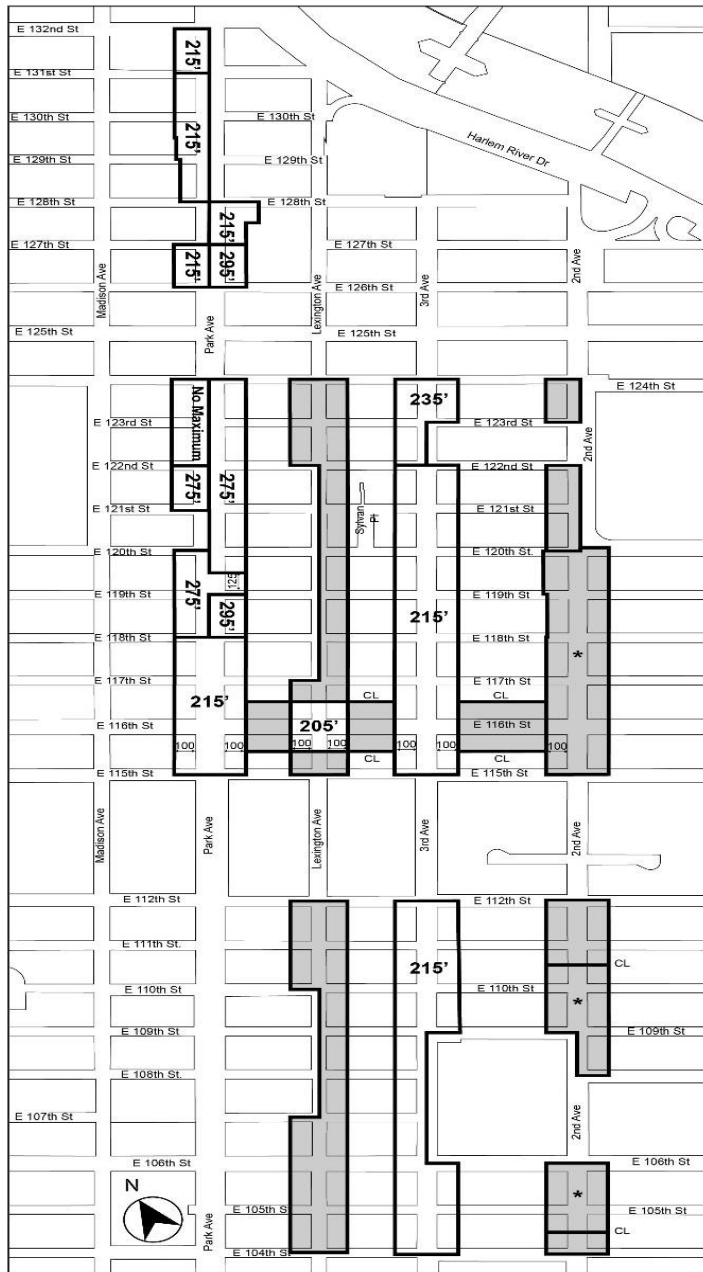 E 132nd St
215'
E 131st St
215'
E 130th St
E 130th St
Harlem River Dr
E 129th St
E 129th St
E 128th St
E 128th St
215'
E 127th St
E 127th St
215'
295'
Madison Ave
Lexington Ave
3rd Ave
2nd Ave
E 126th St
Park Ave
E 125th St
E 125th St
E 124th St
No Maximum
235'
E 123rd St
E 123rd St
2nd Ave
E 122nd St
E 122nd St
275'
275'
E 121st St
E 121st St
Sylvan Pl
E 120th St
E 120th St.
275'
125
E 119th St
E 119th St
295'
215'
E 118th St
E 118th St
*
E 117th St
E 117th St
215'
CL
CL
E 116th St
205'
E 116th St
100
100
100
100
100
100
100
CL
CL
E 115th St
E 115th St
Madison Ave
Park Ave
Lexington Ave
3rd Ave
2nd Ave
E 112th St
E 112th St
E 111th St.
215'
CL
E 110th St
E 110th St
*
E 109th St
E 109th St
E 108th St.
E 107th St
2nd Ave
E 106th St
E 106th St
N
*
E 105th St
E 105th St
Park Ave
CL
E 104th St